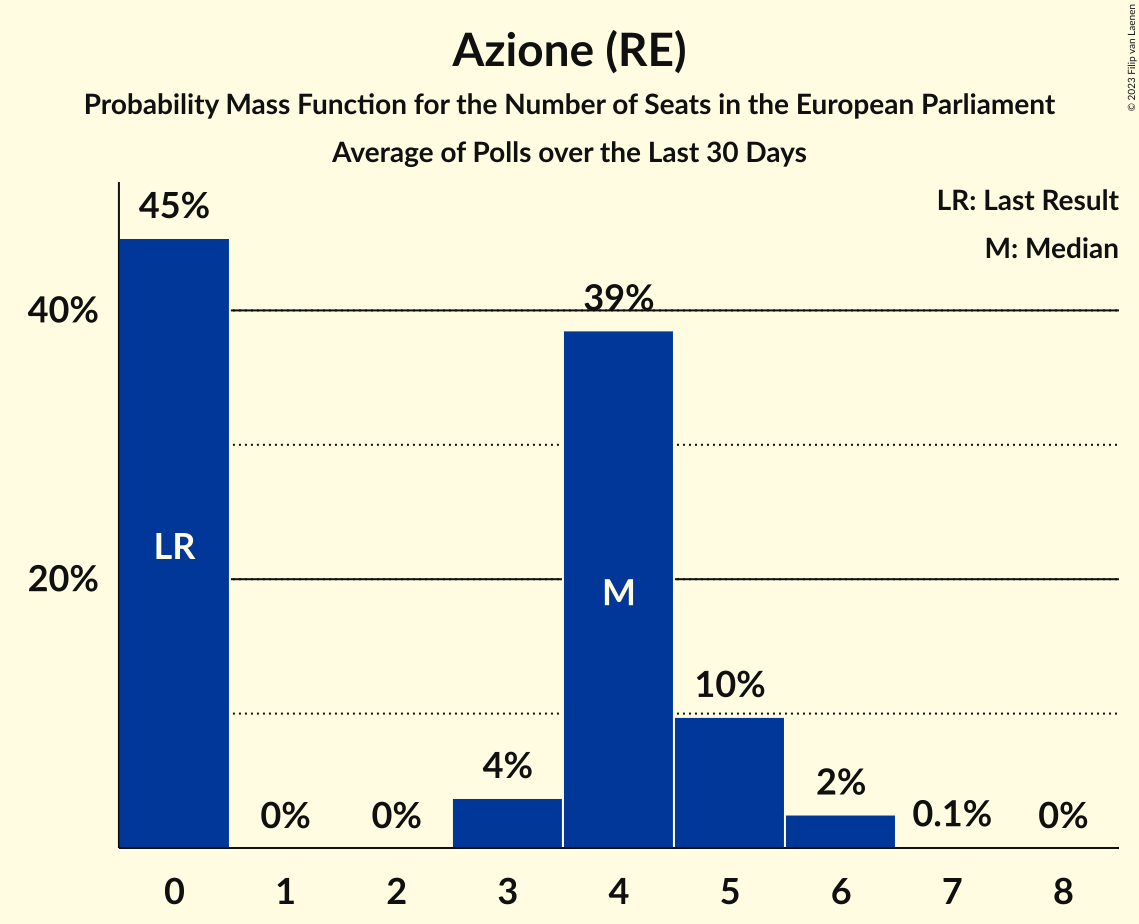 Azione (RE)
Probability Mass Function for the Number of Seats in the European Parliament
Average of Polls over the Last 30 Days
© 2023 Filip van Laenen
LR: Last Result
M: Median
45%
40%
39%
LR
20%
M
10%
4%
2%
0%
0%
0.1%
0%
0 1 2 3 4 5 6 7 8